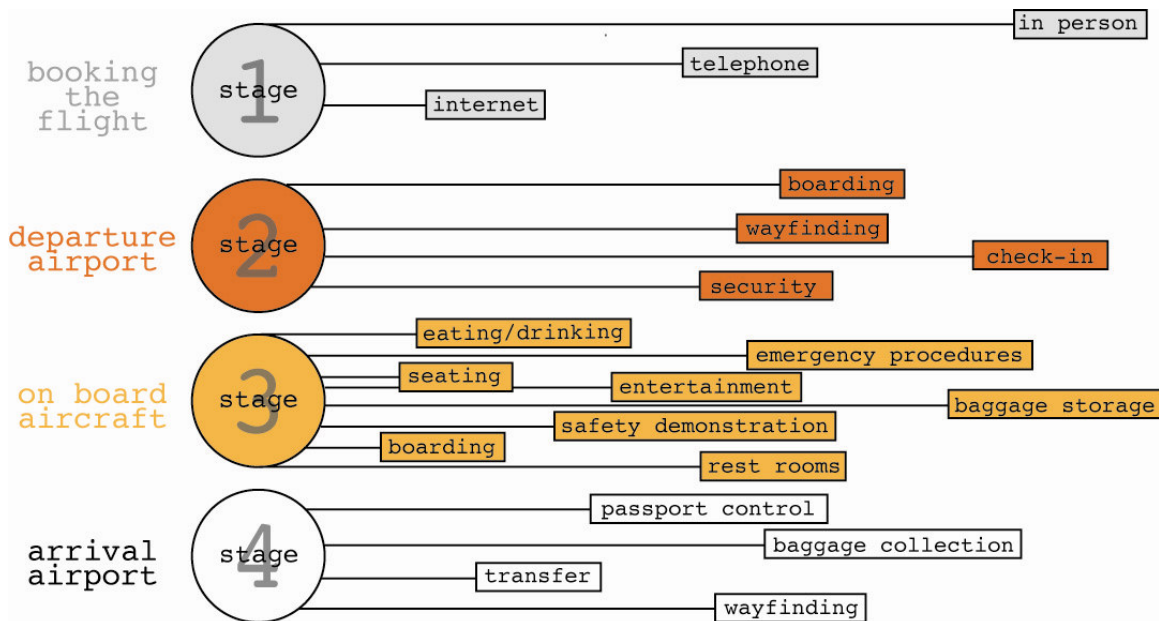 booking
the
flight
stage
1
in person
telephone
internet
departure
airport
stage
2
boarding
wayfinding
check-in
security
on board
aircraft
stage
3
eating/drinking
emergency procedures
seating
entertainment
baggage storage
safety demonstration
boarding
rest rooms
arrival
airport
stage
4
passport control
baggage collection
transfer
wayfinding